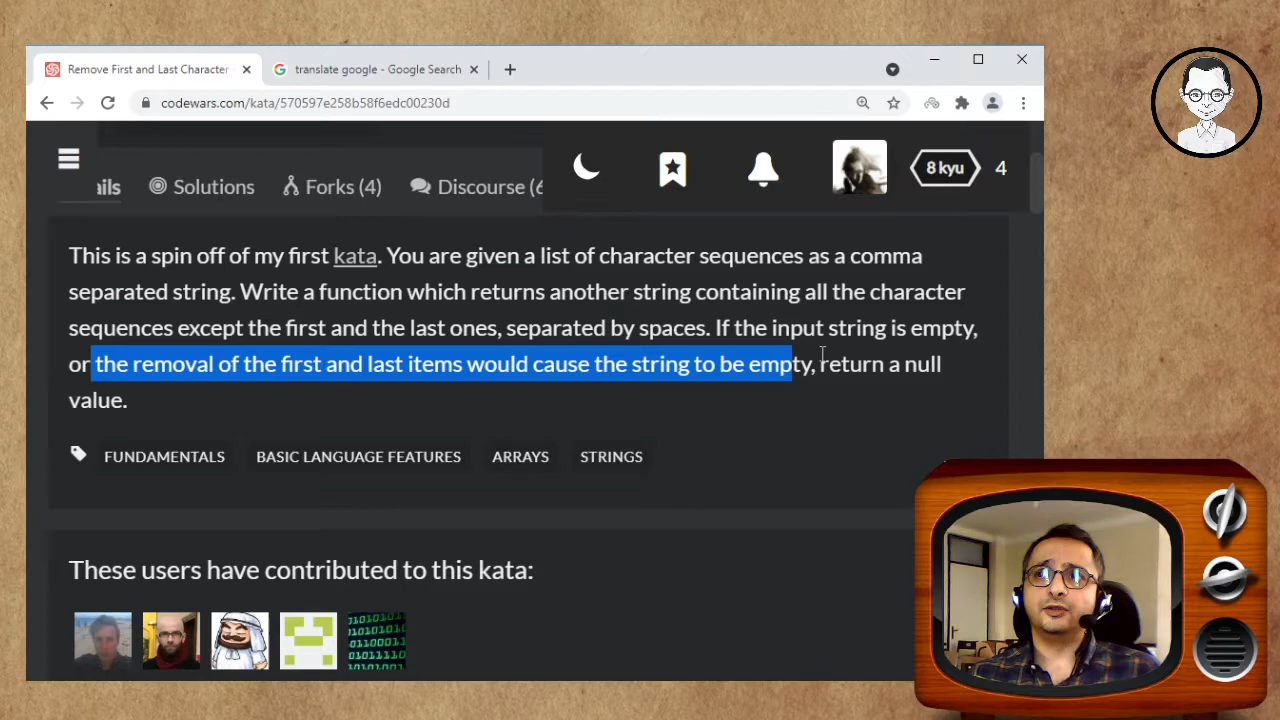 Remove First and Last Character
translate google - Google Search
codewars.com/kata/570597e258b58f6edc00230d
ils
Solutions
Forks (4)
Discourse (6
8 kyu
4
This is a spin off of my first kata. You are given a list of character sequences as a comma
separated string. Write a function which returns another string containing all the character
sequences except the first and the last ones, separated by spaces. If the input string is empty,
or the removal of the first and last items would cause the string to be empty, return a null
value.
FUNDAMENTALS
BASIC LANGUAGE FEATURES
ARRAYS
STRINGS
These users have contributed to this kata: